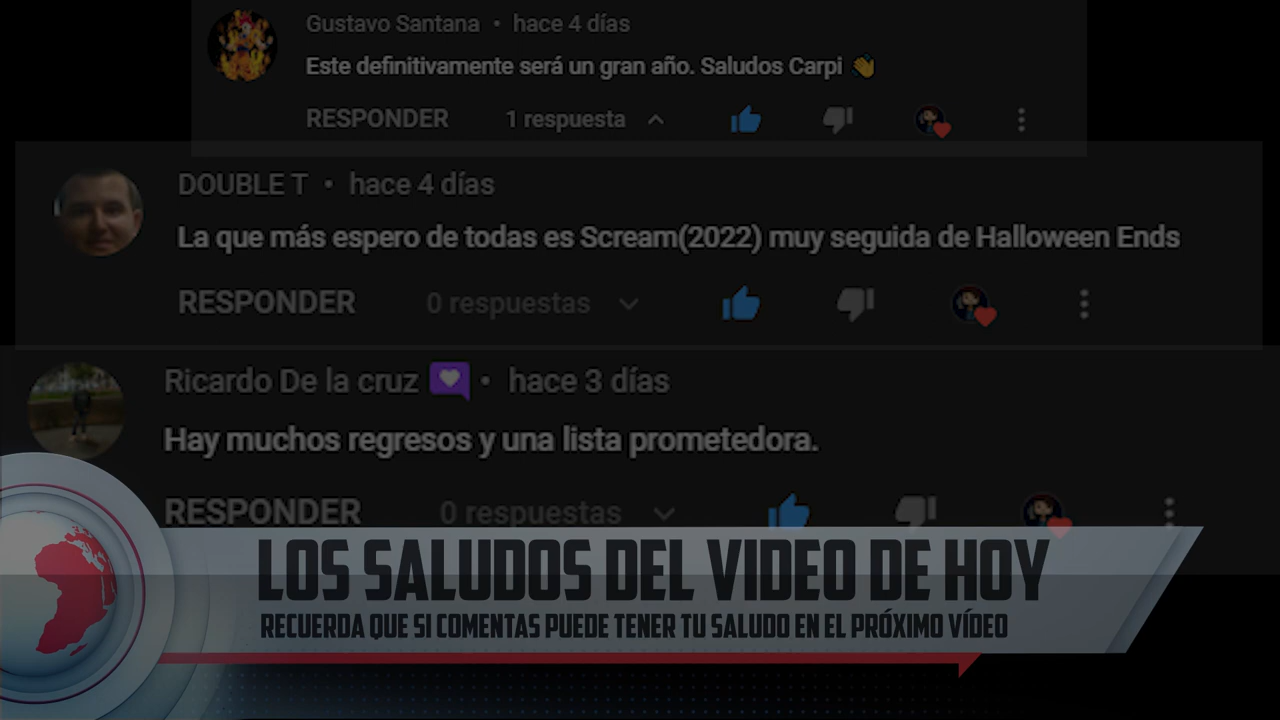 Gustavo Santana • hace 4 días
Este definitivamente será un gran año. Saludos Carpi 👋
RESPONDER 1 respuesta
DOUBLE T • hace 4 días
La que más espero de todas es Scream(2022) muy seguida de Halloween Ends
RESPONDER 0 respuestas
Ricardo De la cruz • hace 3 días
Hay muchos regresos y una lista prometedora.
RESPONDER 0 respuestas
LOS SALUDOS DEL VIDEO DE HOY
RECUERDA QUE SI COMENTAS PUEDE TENER TU SALUDO EN EL PRÓXIMO VÍDEO